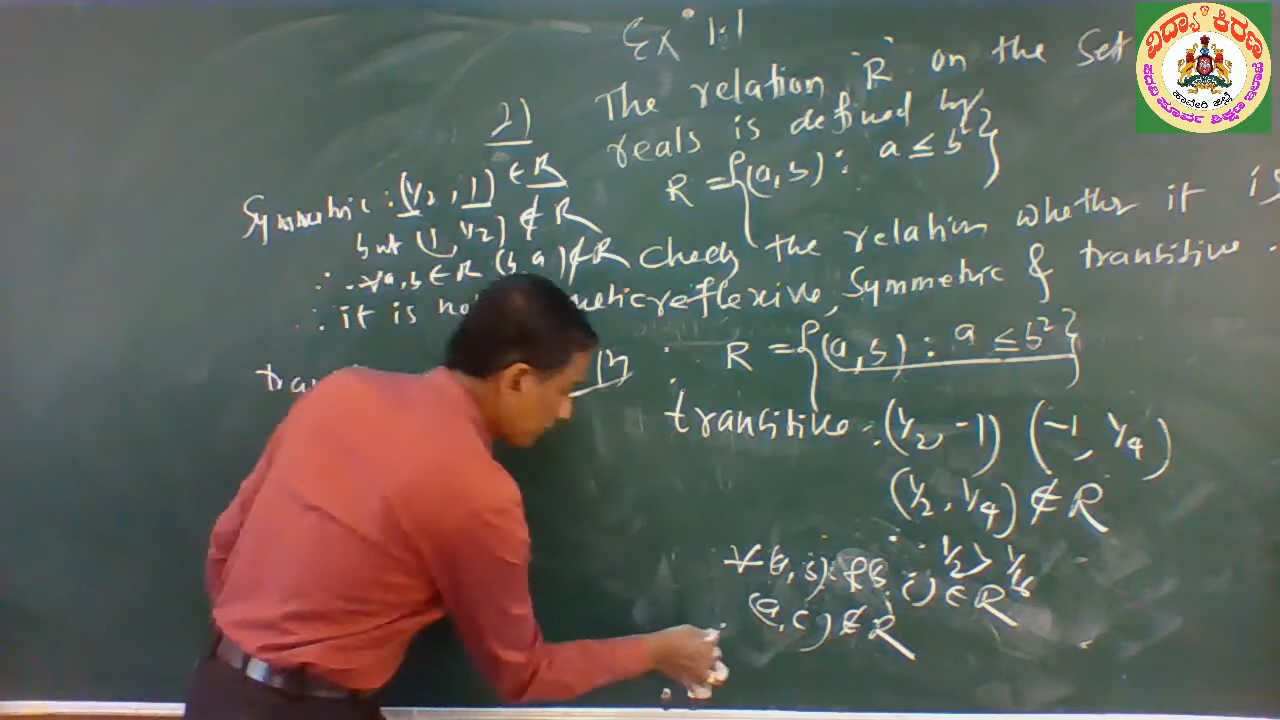 Ex 1.1
2) The relation R on the Set
reals is defined by
R = {(a,b) : a ≤ b²}
Check the relation whether it is
reflexive, Symmetric & transitive.
Symmetric : (1/2, 1) ∈ R
but (1, 1/2) ∉ R
∴ ∀ a,b ∈ R (b,a) ∉ R
∴ it is
R = {(a,b) : a ≤ b²}
transitive : (1/2, -1) (-1, 1/4)
(1/2, 1/4) ∉ R
∵ 1/2 > 1/16
(a,c) ∉ R
ವಿದ್ಯಾ ಕಿರಣ